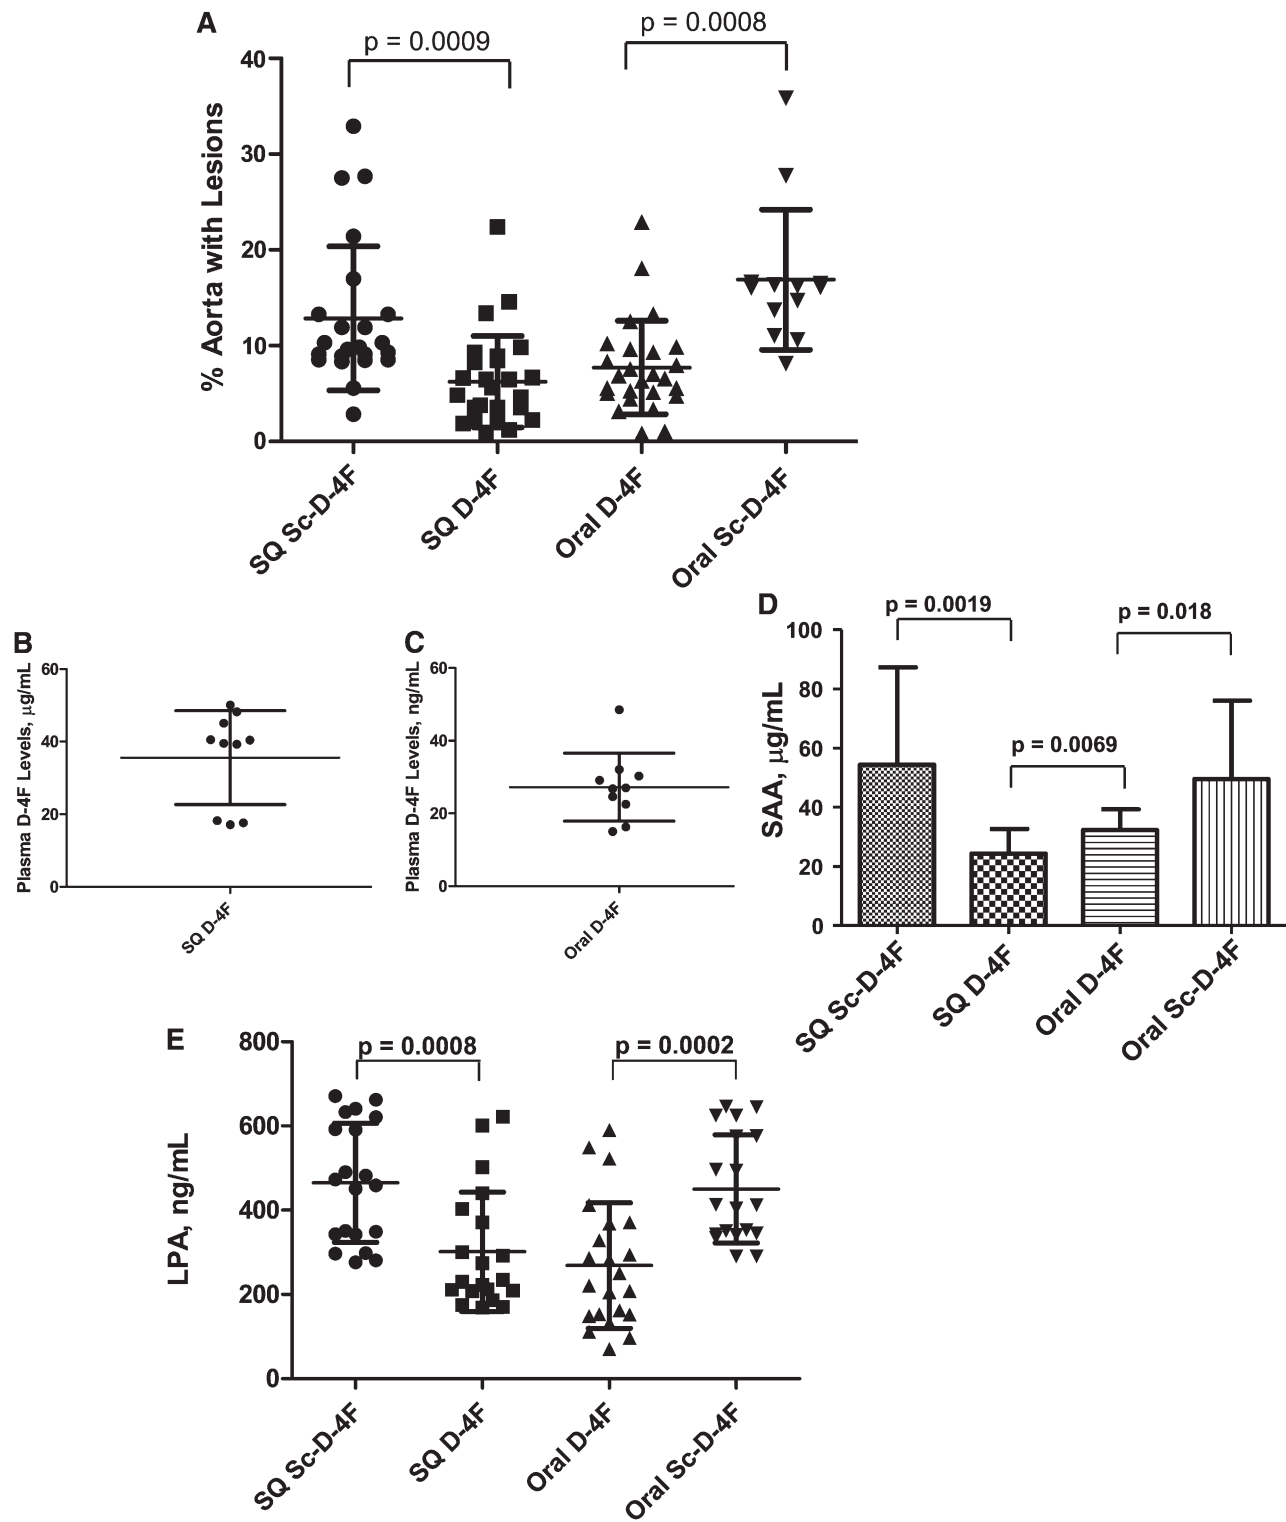 A
p = 0.0009
p = 0.0008
% Aorta with Lesions
40
30
20
10
0
SQ Sc-D-4F
SQ D-4F
Oral D-4F
Oral Sc-D-4F
B
Plasma D-4F Levels, µg/mL
60
40
20
0
SQ D-4F
C
Plasma D-4F Levels, ng/mL
60
40
20
0
Oral D-4F
D
p = 0.0019
p = 0.018
p = 0.0069
SAA, µg/mL
100
80
60
40
20
0
SQ Sc-D-4F
SQ D-4F
Oral D-4F
Oral Sc-D-4F
E
p = 0.0008
p = 0.0002
LPA, ng/mL
800
600
400
200
0
SQ Sc-D-4F
SQ D-4F
Oral D-4F
Oral Sc-D-4F